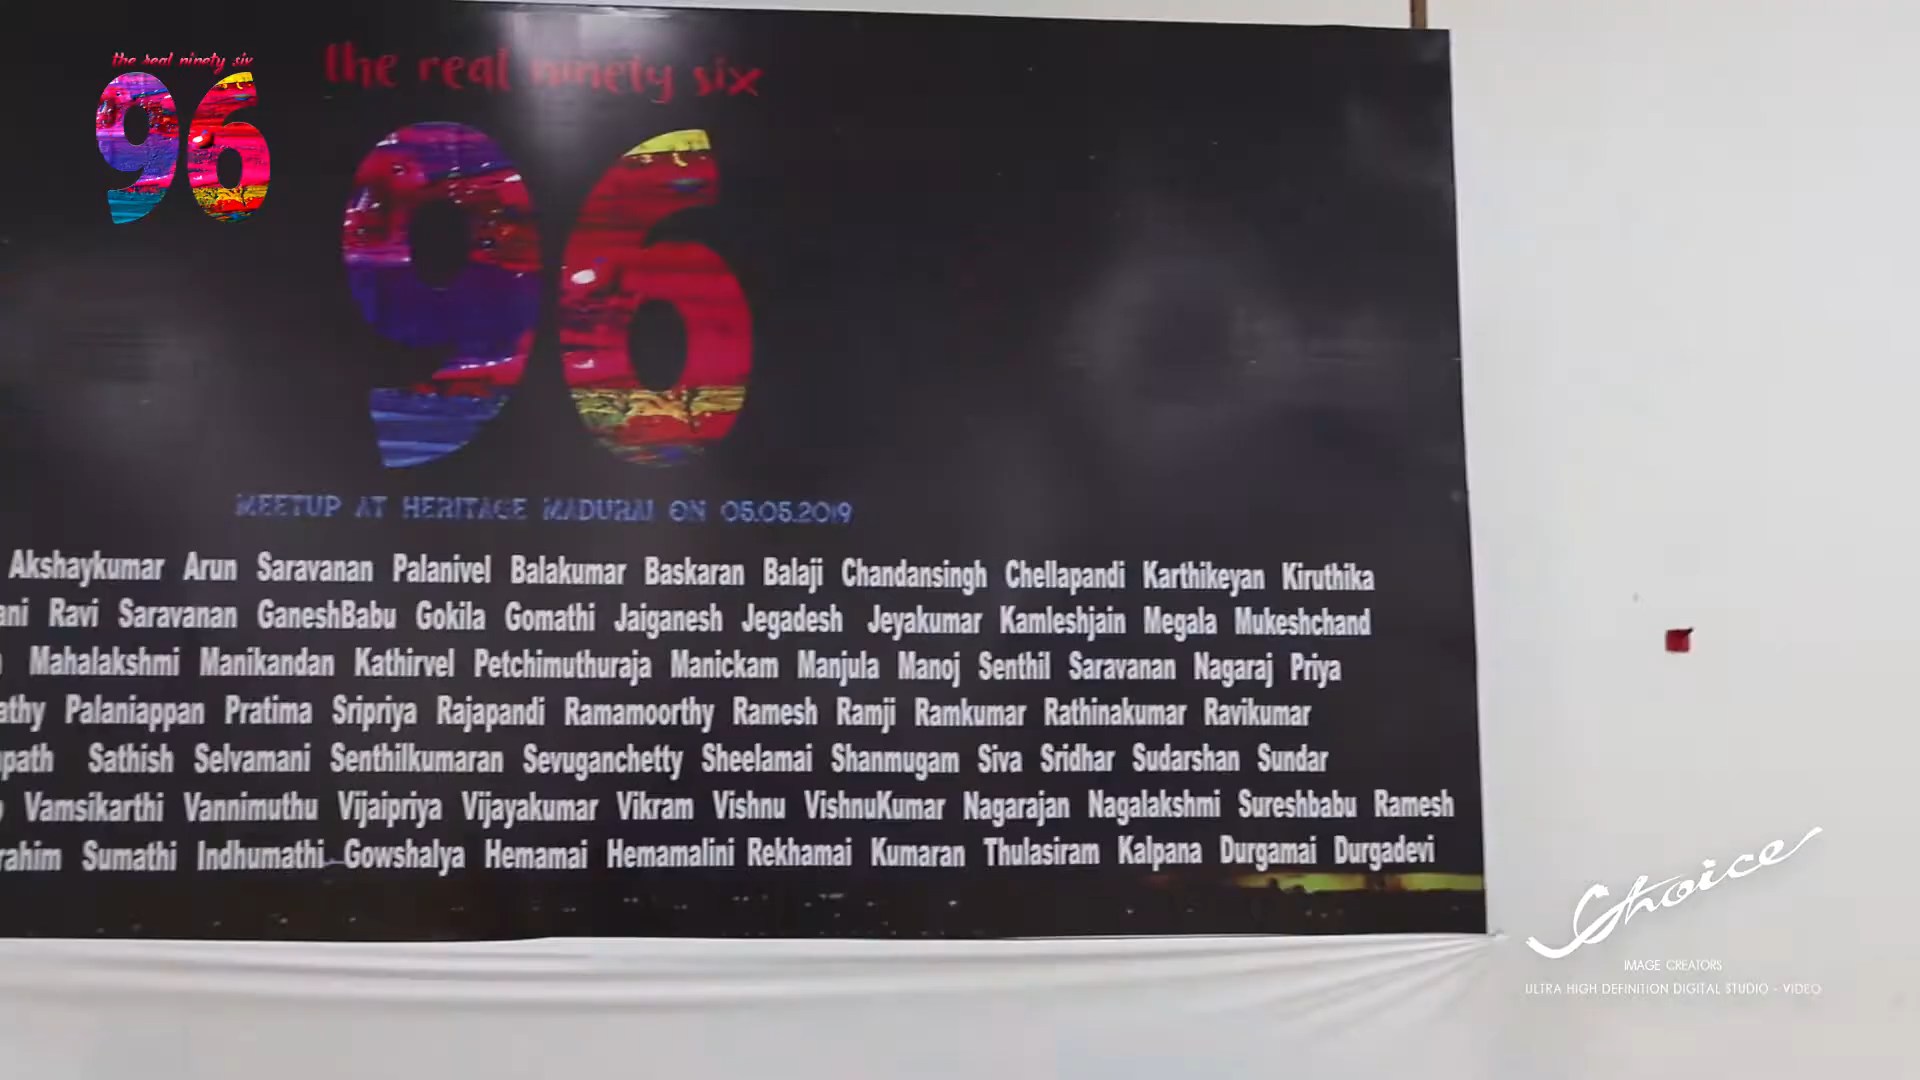 the real ninety six
96
the real ninety six
96
MEETUP AT HERITAGE MADURAI ON 05.05.2019
Akshaykumar Arun Saravanan Palanivel Balakumar Baskaran Balaji Chandansingh Chellapandi Karthikeyan Kiruthika
Ravi Saravanan GaneshBabu Gokila Gomathi Jaiganesh Jegadesh Jeyakumar Kamleshjain Megala Mukeshchand
Mahalakshmi Manikandan Kathirvel Petchimuthuraja Manickam Manjula Manoj Senthil Saravanan Nagaraj Priya
Palaniappan Pratima Sripriya Rajapandi Ramamoorthy Ramesh Ramji Ramkumar Rathinakumar Ravikumar
Sathish Selvamani Senthilkumaran Sevuganchetty Sheelamai Shanmugam Siva Sridhar Sudarshan Sundar
Vamsikarthi Vannimuthu Vijaipriya Vijayakumar Vikram Vishnu VishnuKumar Nagarajan Nagalakshmi Sureshbabu Ramesh
Sumathi Indhumathi Gowshalya Hemamai Hemamalini Rekhamai Kumaran Thulasiram Kalpana Durgamai Durgadevi
Choice
IMAGE CREATORS
ULTRA HIGH DEFINITION DIGITAL STUDIO - VIDEO